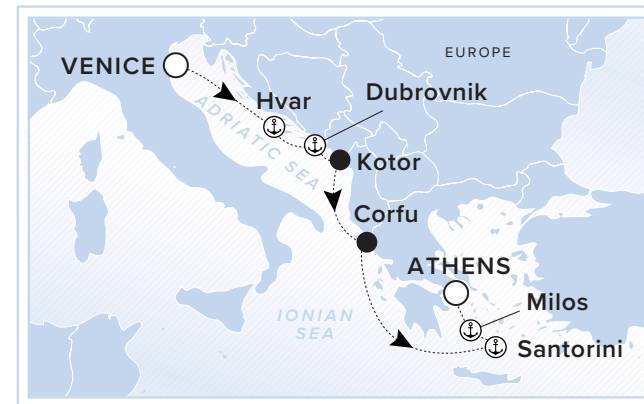 EUROPE
VENICE
Hvar
Dubrovnik
ADRIATIC SEA
Kotor
Corfu
ATHENS
Milos
IONIAN
SEA
Santorini